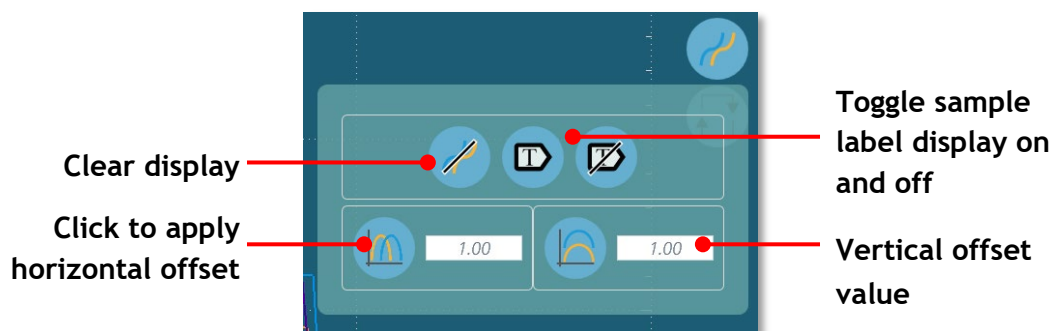 Clear display
Click to apply
horizontal offset
T
T
1.00
1.00
Toggle sample
label display on
and off
Vertical offset
value